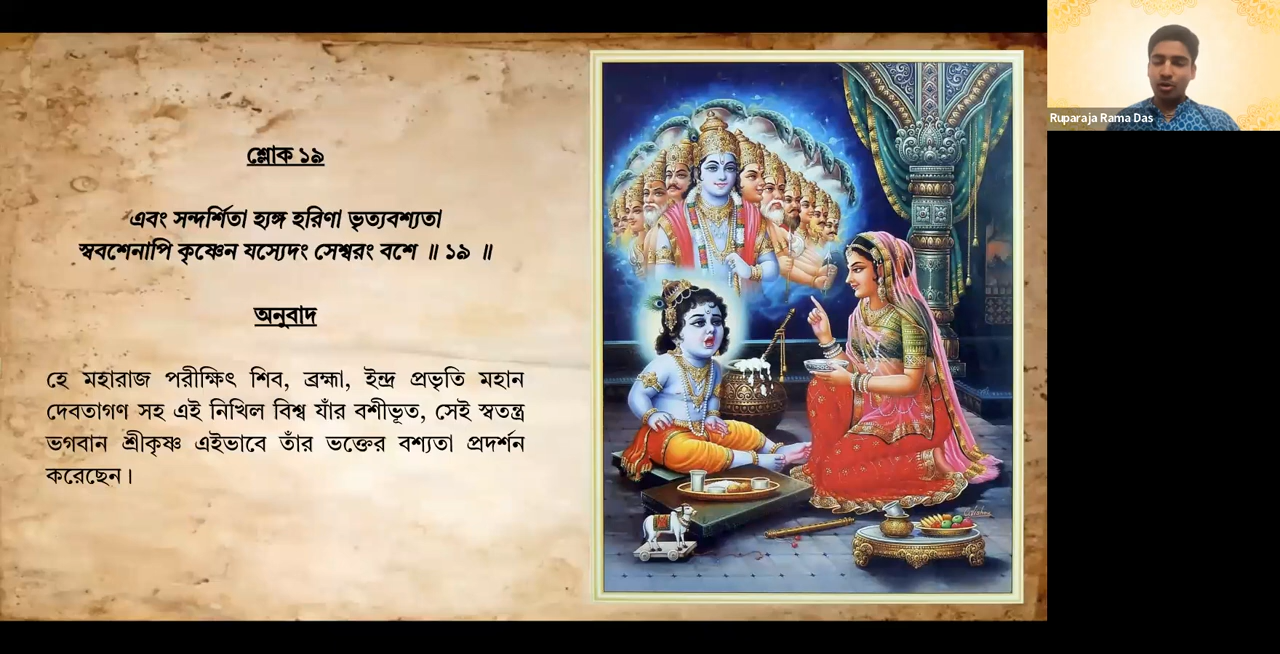 শ্লোক ১৯
এবং সন্দর্শিতা হ্যঙ্গ হরিণা ভৃত্যবশ্যতা
স্ববশেনাপি কৃষ্ণেন যস্যেদং সেশ্বরং বশে ॥ ১৯ ॥
অনুবাদ
হে মহারাজ পরীক্ষিৎ শিব, ব্রহ্মা, ইন্দ্র প্রভৃতি মহান
দেবতাগণ সহ এই নিখিল বিশ্ব যাঁর বশীভূত, সেই স্বতন্ত্র
ভগবান শ্রীকৃষ্ণ এইভাবে তাঁর ভক্তের বশ্যতা প্রদর্শন
করেছেন।
Ruparaja Rama Das